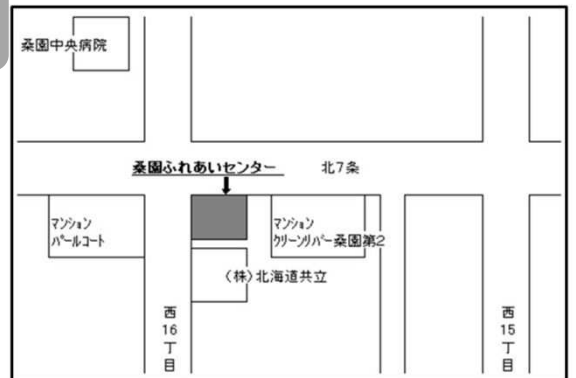 桑園中央病院
桑園ふれあいセンター
北7条
ﾏﾝｼｮﾝ
ﾊﾟｰﾙｺｰﾄ
ﾏﾝｼｮﾝ
ｸﾘｰﾝﾘﾊﾞｰ桑園第2
（株）北海道共立
西
16
丁
目
西
15
丁
目